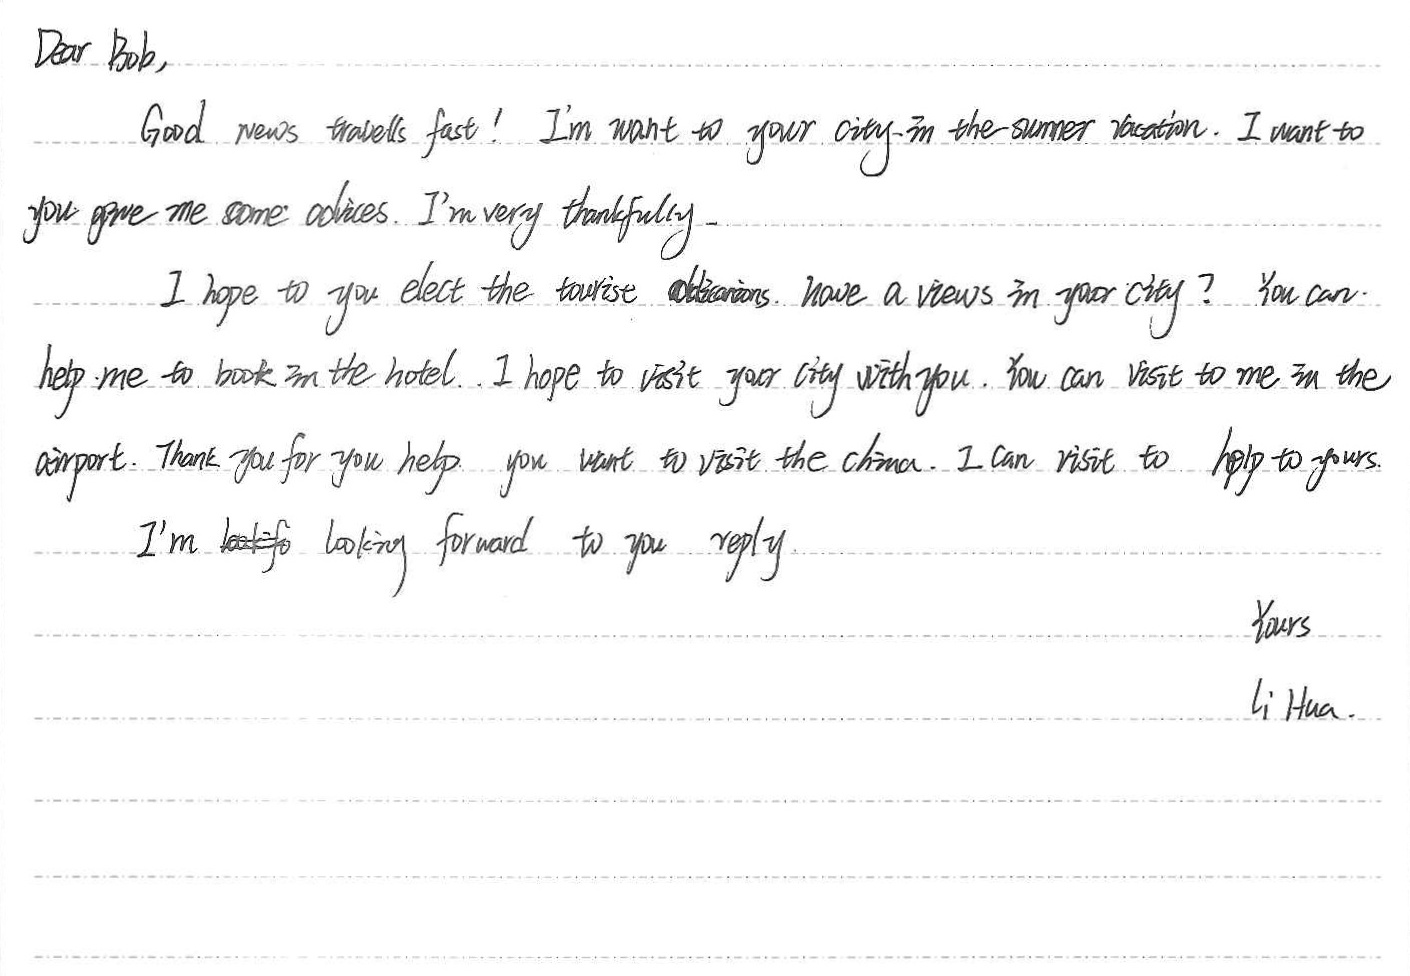 Dear Bob,
Good news travells fast! I'm want to your city in the summer vacation. I want to
you give me some advices. I'm very thankfully.
I hope to you elect the tourise have a views in your city? You can
help me to book in the hotel. I hope to visit your city with you. You can visit to me in the
airport. Thank you for you help you want to visit the china. I can visit to help to yours.
I'm looking forward to you reply
Yours
Li Hua.